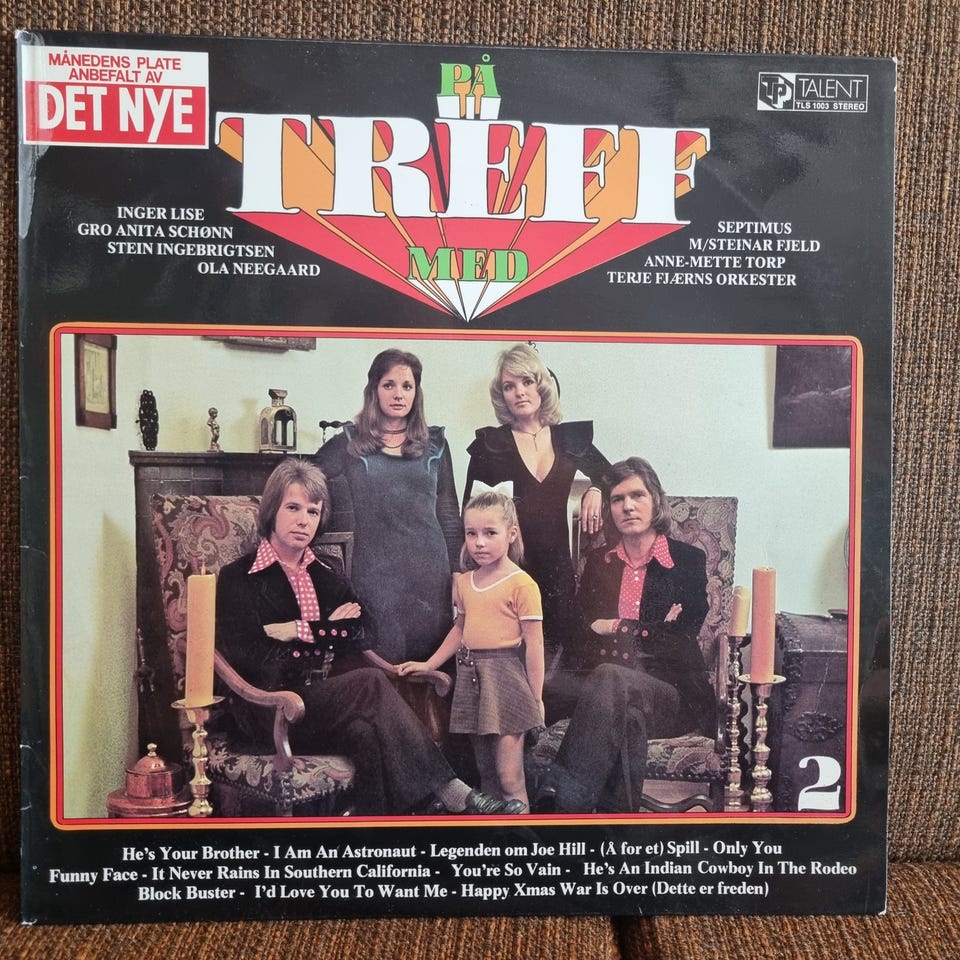 MÅNEDENS PLATE
ANBEFALT AV
DET NYE
PÅ
TREFF
MED
TP TALENT
TLS 1003 STEREO
INGER LISE
GRO ANITA SCHØNN
STEIN INGEBRIGTSEN
OLA NEEGAARD
SEPTIMUS
M/STEINAR FJELD
ANNE-METTE TORP
TERJE FJÆRNS ORKESTER
2
He's Your Brother - I Am An Astronaut - Legenden om Joe Hill - (Å for et) Spill - Only You
Funny Face - It Never Rains In Southern California - You're So Vain - He's An Indian Cowboy In The Rodeo
Block Buster - I'd Love You To Want Me - Happy Xmas War Is Over (Dette er freden)